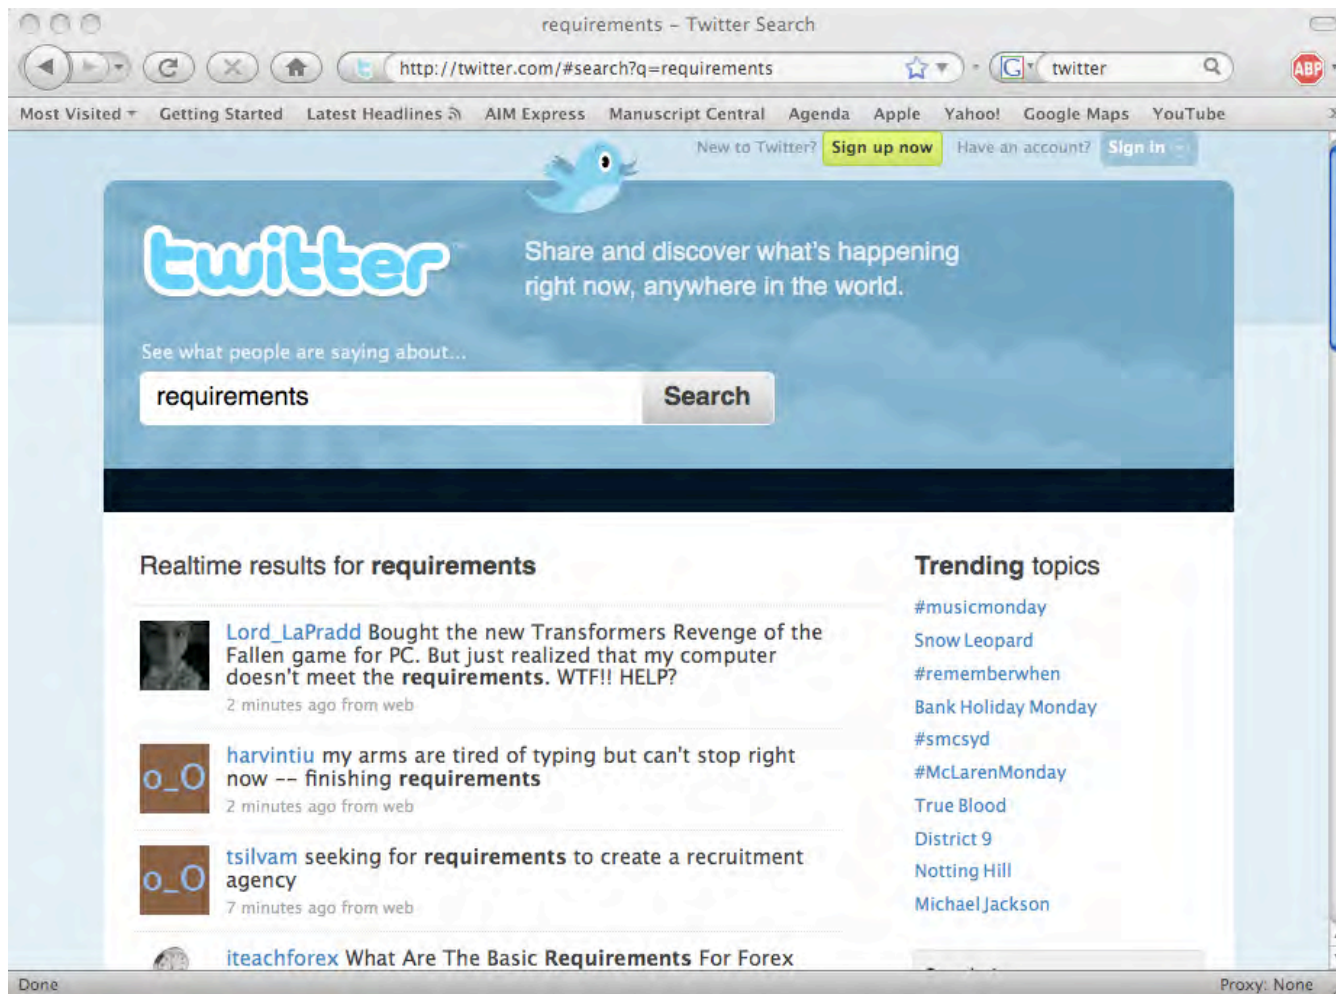 requirements – Twitter Search
http://twitter.com/#search?q=requirements
twitter
ABP
Most Visited Getting Started Latest Headlines AIM Express Manuscript Central Agenda Apple Yahoo! Google Maps YouTube
New to Twitter? Sign up now Have an account? Sign in
twitter
Share and discover what's happening
right now, anywhere in the world.
See what people are saying about...
requirements Search
Realtime results for requirements
Lord_LaPradd Bought the new Transformers Revenge of the
Fallen game for PC. But just realized that my computer
doesn't meet the requirements. WTF!! HELP?
2 minutes ago from web
o_O
harvintiu my arms are tired of typing but can't stop right
now -- finishing requirements
2 minutes ago from web
o_O
tsilvam seeking for requirements to create a recruitment
agency
7 minutes ago from web
iteachforex What Are The Basic Requirements For Forex
Trending topics
#musicmonday
Snow Leopard
#rememberwhen
Bank Holiday Monday
#smcsyd
#McLarenMonday
True Blood
District 9
Notting Hill
Michael Jackson
Done
Proxy: None